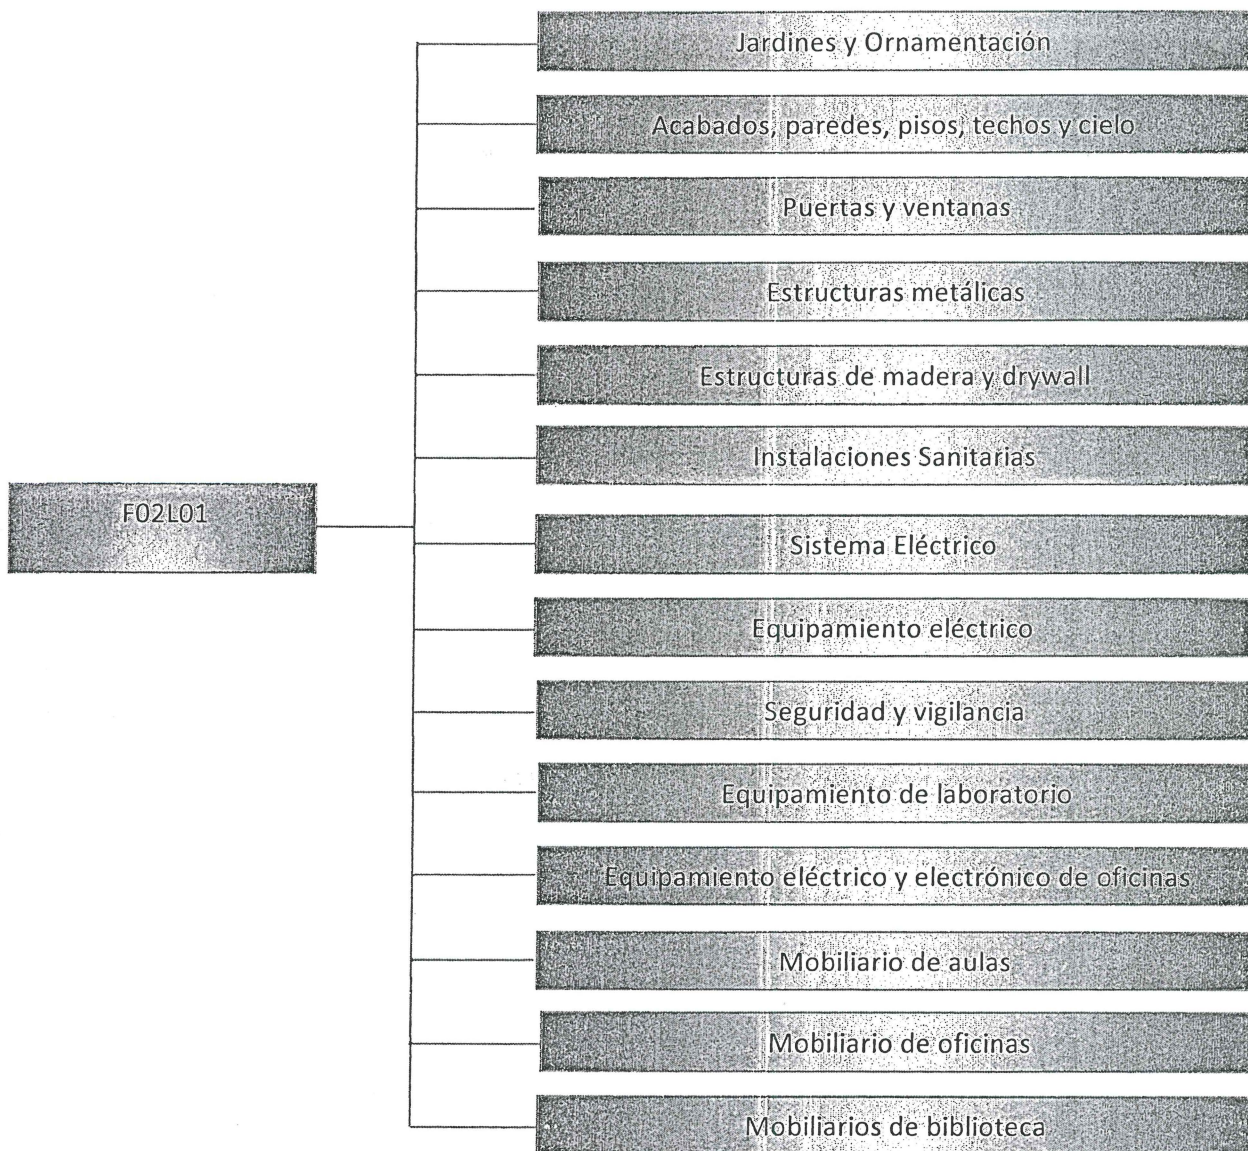 Jardines y Ornamentación
Acabados, paredes, pisos, techos y cielo
Puertas y ventanas
Estructuras metálicas
Estructuras de madera y drywall
Instalaciones Sanitarias
F02L01
Sistema Eléctrico
Equipamiento eléctrico
Seguridad y vigilancia
Equipamiento de laboratorio
Equipamiento eléctrico y electrónico de oficinas
Mobiliario de aulas
Mobiliario de oficinas
Mobiliarios de biblioteca